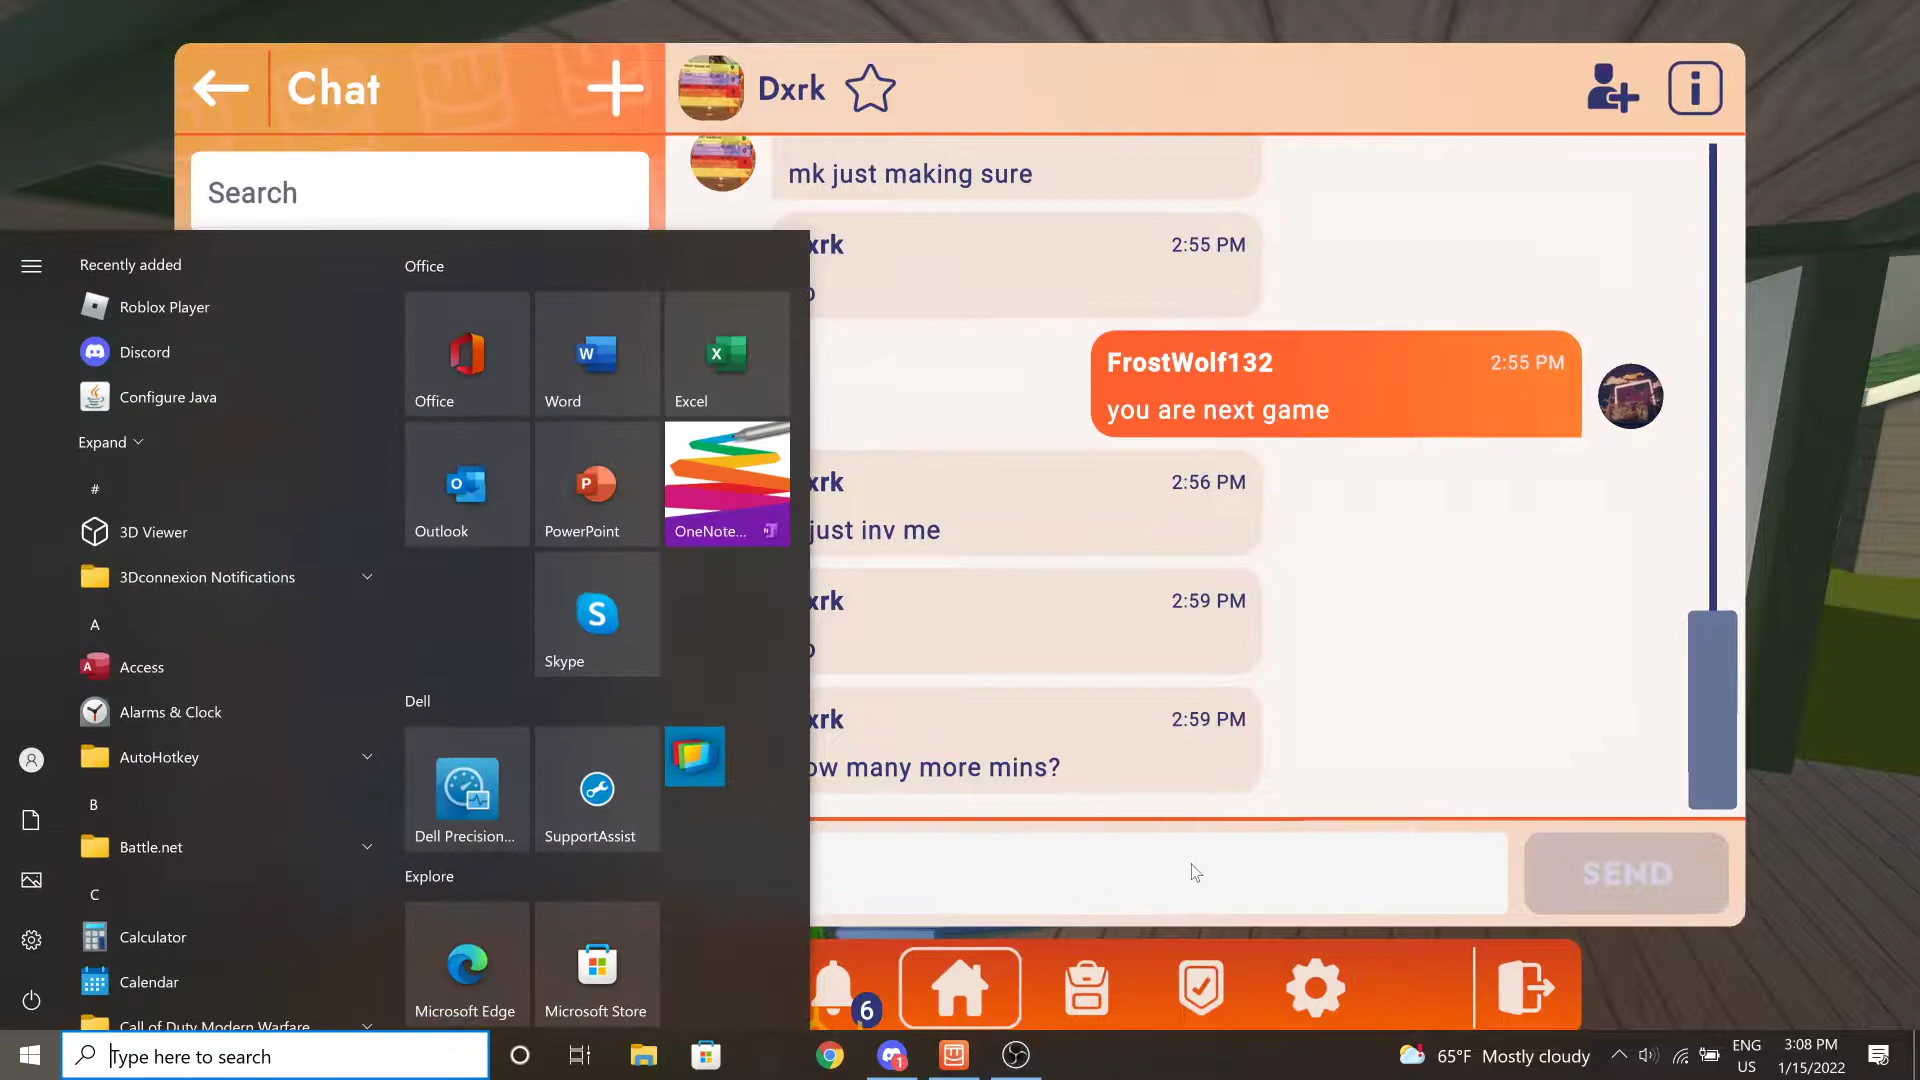 Chat
Dxrk
Search
mk just making sure
xrk 2:55 PM
FrostWolf132 2:55 PM
you are next game
xrk 2:56 PM
just inv me
xrk 2:59 PM
xrk 2:59 PM
ow many more mins?
SEND
6
Recently added
Roblox Player
Discord
Configure Java
Expand
#
3D Viewer
3Dconnexion Notifications
A
Access
Alarms & Clock
AutoHotkey
B
Battle.net
C
Calculator
Calendar
Call of Duty Modern Warfare
Office
Office
Word
Excel
Outlook
PowerPoint
OneNote...
Skype
Dell
Dell Precision...
SupportAssist
Explore
Microsoft Edge
Microsoft Store
Type here to search
1
65°F Mostly cloudy
ENG
US
3:08 PM
1/15/2022